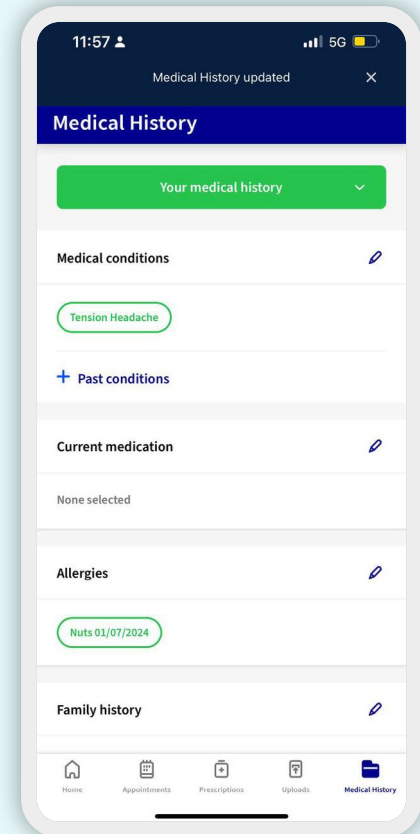 11:57
5G
Medical History updated
Medical History
Your medical history
Medical conditions
Tension Headache
+ Past conditions
Current medication
None selected
Allergies
Nuts 01/07/2024
Family history
Home Appointments Prescriptions Uploads Medical History